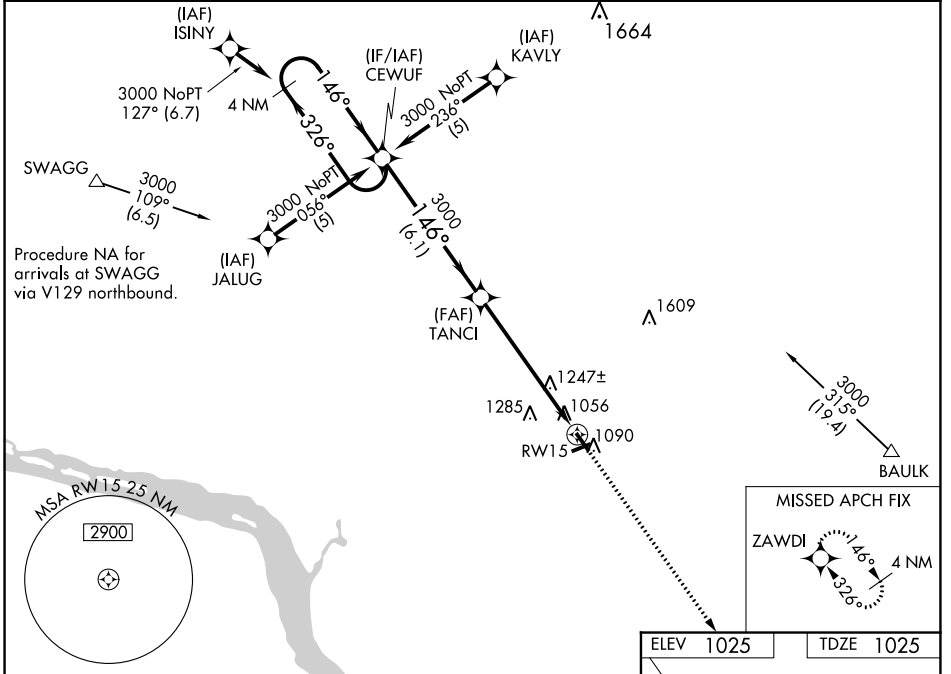 (IAF)
ISINY
3000 NoPT
127° (6.7)
4 NM
146°
326°
(IF/IAF)
CEWUF
(IAF)
KAVLY
3000 NoPT
236°
(5)
1664
SWAGG
3000
109°
(6.5)
3000 NoPT
056°
(5)
(IAF)
JALUG
Procedure NA for
arrivals at SWAGG
via V129 northbound.
3000
146°
(6.1)
(FAF)
TANCI
1609
1247±
1285
1056
1090
RW15
3000
315°
(19.4)
BAULK
MSA RW15 25 NM
2900
MISSED APCH FIX
ZAWDI
146°
326°
4 NM
ELEV 1025
TDZE 1025